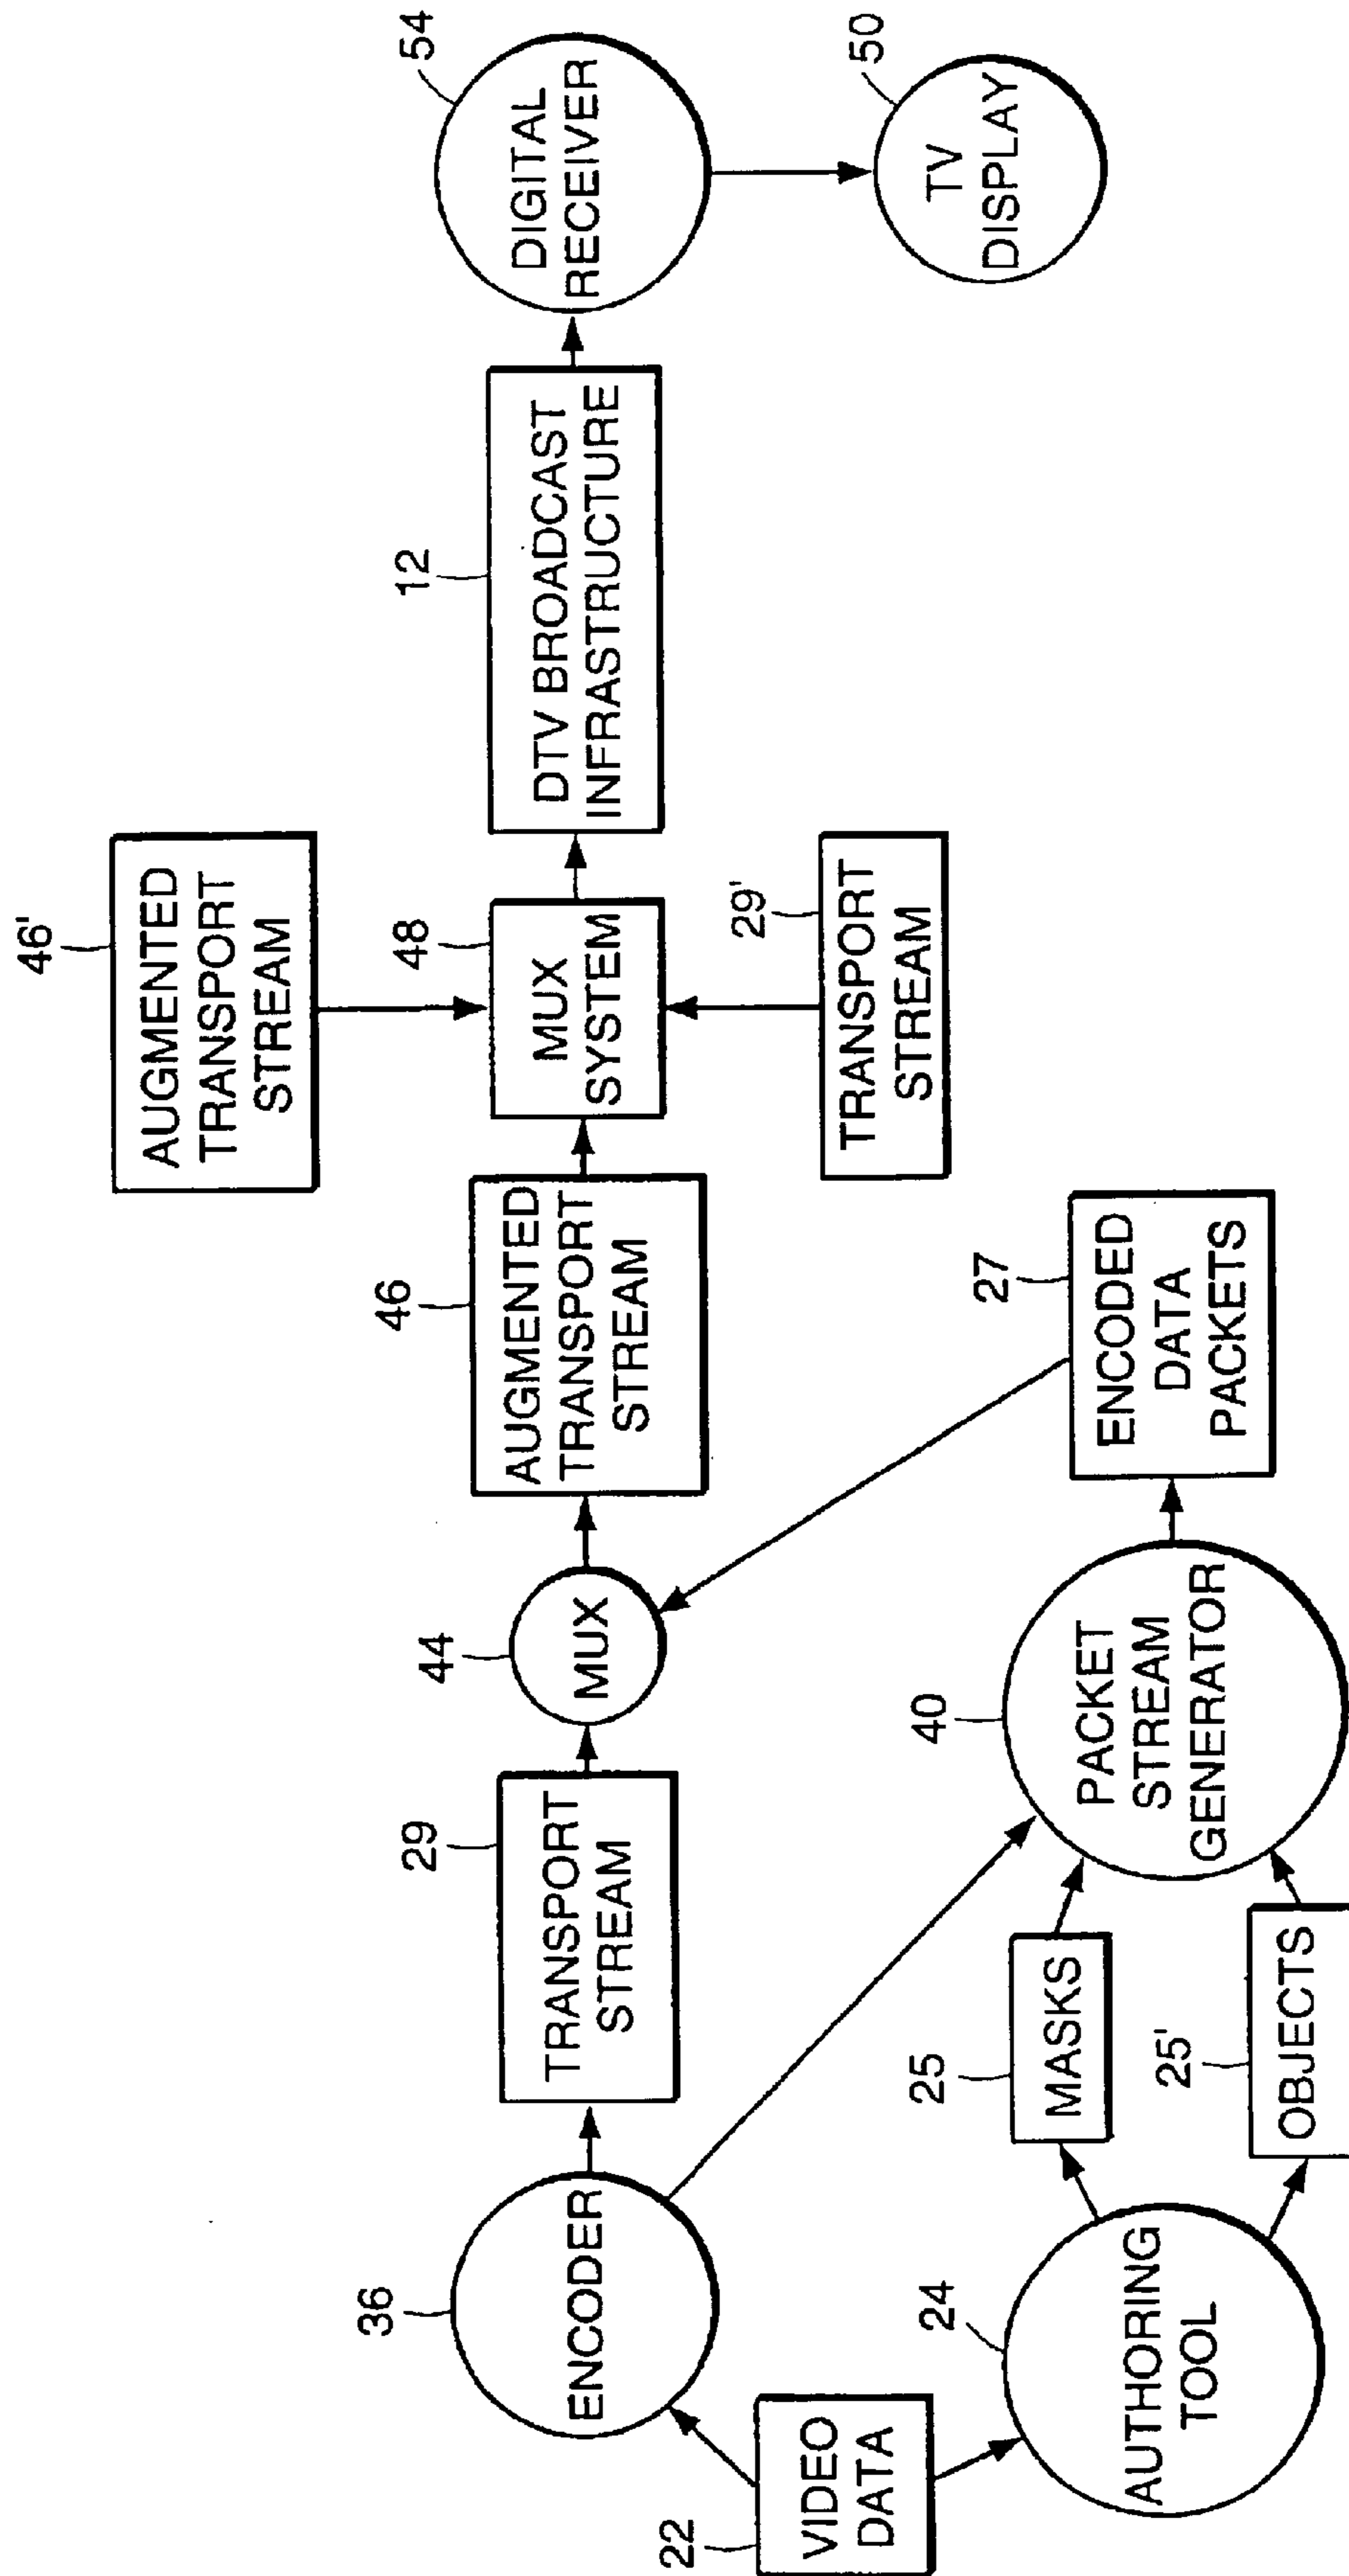 22
VIDEO
DATA
36
ENCODER
24
AUTHORING
TOOL
29
TRANSPORT
STREAM
25
MASKS
25'
OBJECTS
44
MUX
40
PACKET
STREAM
GENERATOR
46
AUGMENTED
TRANSPORT
STREAM
27
ENCODED
DATA
PACKETS
46'
AUGMENTED
TRANSPORT
STREAM
48
MUX
SYSTEM
29'
TRANSPORT
STREAM
12
DTV BROADCAST
INFRASTRUCTURE
54
DIGITAL
RECEIVER
50
TV
DISPLAY